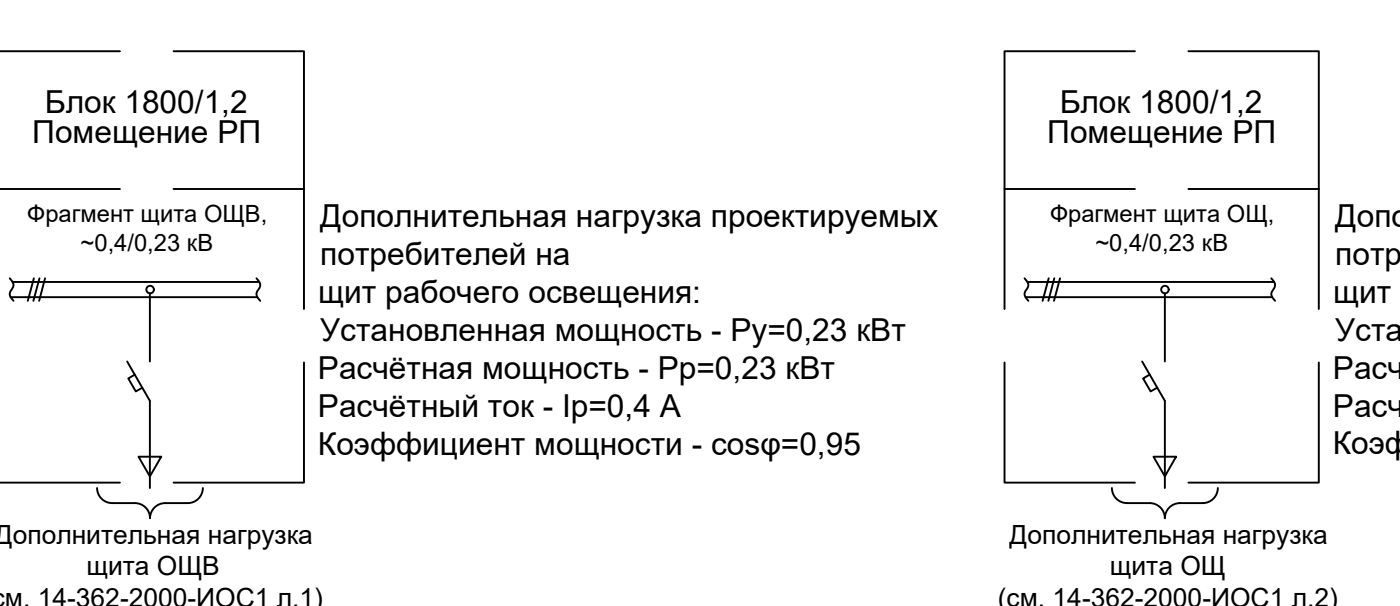 Блок 1800/1,2
Помещение РП
Фрагмент щита ОЩВ,
~0,4/0,23 кВ
Дополнительная нагрузка проектируемых
потребителей на
щит рабочего освещения:
Установленная мощность - Ру=0,23 кВт
Расчётная мощность - Рр=0,23 кВт
Расчётный ток - Iр=0,4 А
Коэффициент мощности - cosφ=0,95
Дополнительная нагрузка
щита ОЩВ
см. 14-362-2000-ИОС1 л.1)
Блок 1800/1,2
Помещение РП
Фрагмент щита ОЩ,
~0,4/0,23 кВ
щит
Дополнительная нагрузка
щита ОЩ
(см. 14-362-2000-ИОС1 л.2)